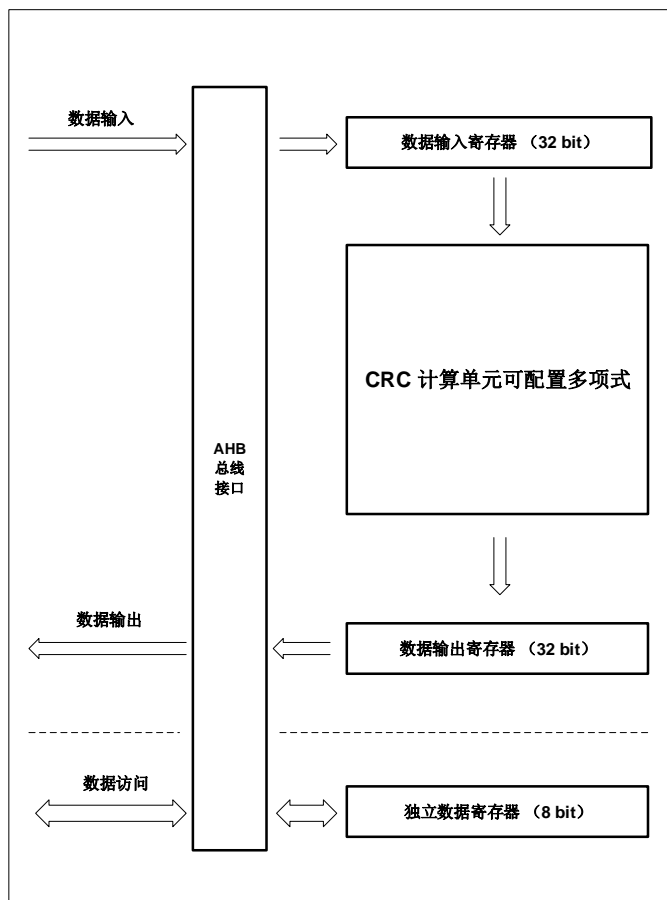 数据输入
数据输入寄存器 （32 bit）
CRC 计算单元可配置多项式
AHB
总线
接口
数据输出
数据输出寄存器 （32 bit）
数据访问
独立数据寄存器 （8 bit）